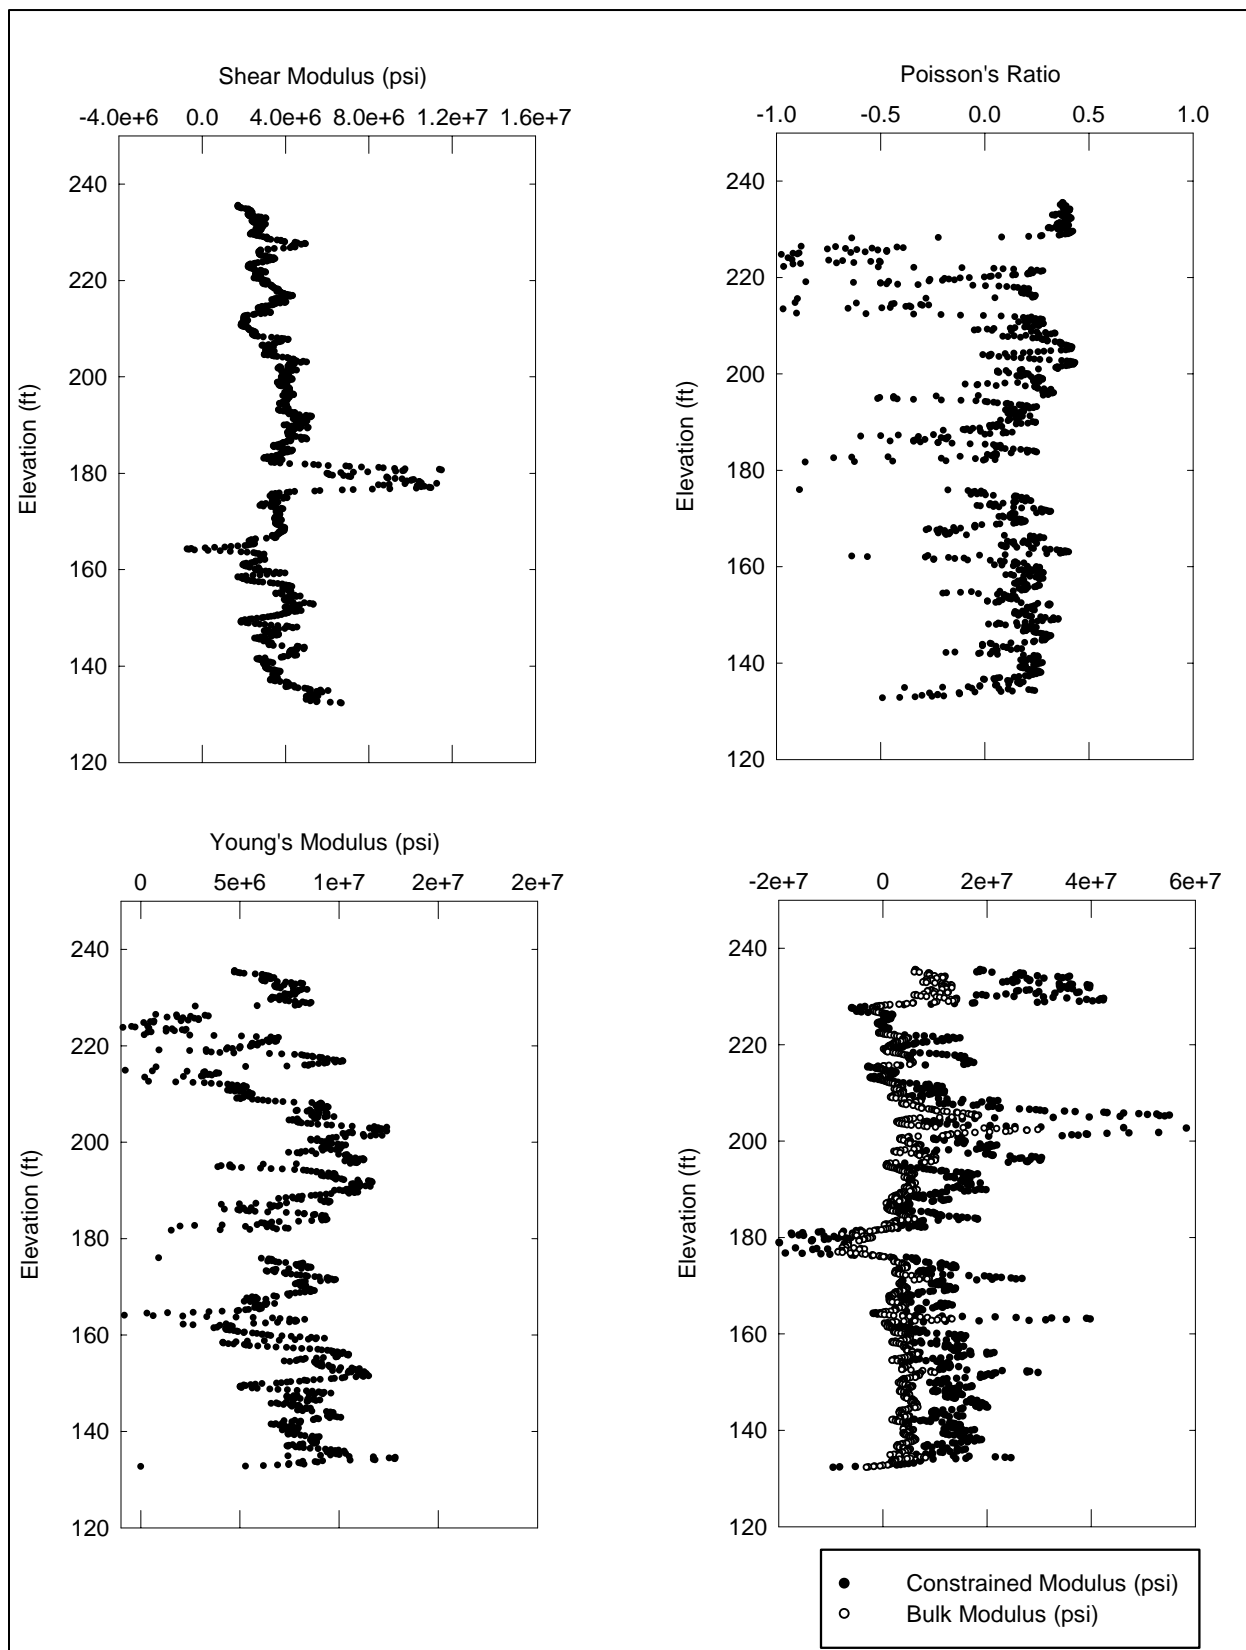 Shear Modulus (psi)
-4.0e+6 0.0 4.0e+6 8.0e+6 1.2e+7 1.6e+7
240
220
200
180
160
140
120
Elevation (ft)
Poisson's Ratio
-1.0 -0.5 0.0 0.5 1.0
240
220
200
180
160
140
120
Elevation (ft)
Young's Modulus (psi)
0 5e+6 1e+7 2e+7 2e+7
240
220
200
180
160
140
120
Elevation (ft)
-2e+7 0 2e+7 4e+7 6e+7
240
220
200
180
160
140
120
Elevation (ft)
Constrained Modulus (psi)
Bulk Modulus (psi)